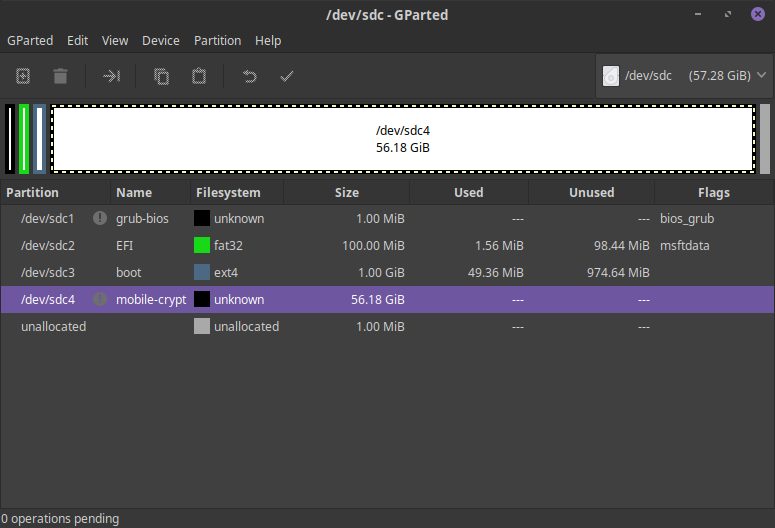 /dev/sdc - GParted
GParted Edit View Device Partition Help
/dev/sdc (57.28 GiB)
/dev/sdc4
56.18 GiB
Partition Name Filesystem Size Used Unused Flags
/dev/sdc1 grub-bios unknown 1.00 MiB --- --- bios_grub
/dev/sdc2 EFI fat32 100.00 MiB 1.56 MiB 98.44 MiB msftdata
/dev/sdc3 boot ext4 1.00 GiB 49.36 MiB 974.64 MiB
/dev/sdc4 mobile-crypt unknown 56.18 GiB --- ---
unallocated unallocated 1.00 MiB --- ---
0 operations pending